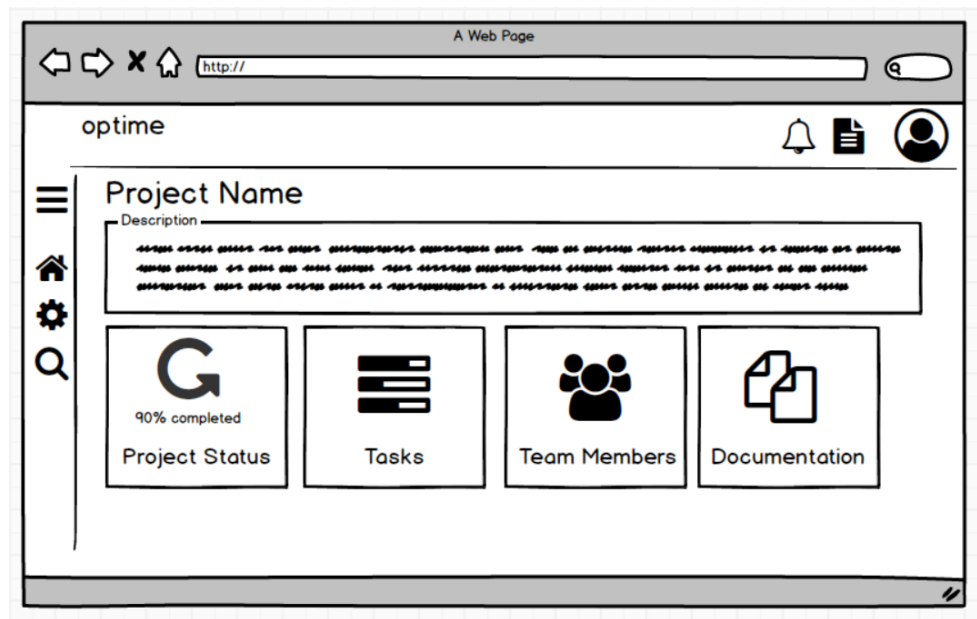 A Web Page
http://
optime
Project Name
Description
90% completed
Project Status
Tasks
Team Members
Documentation